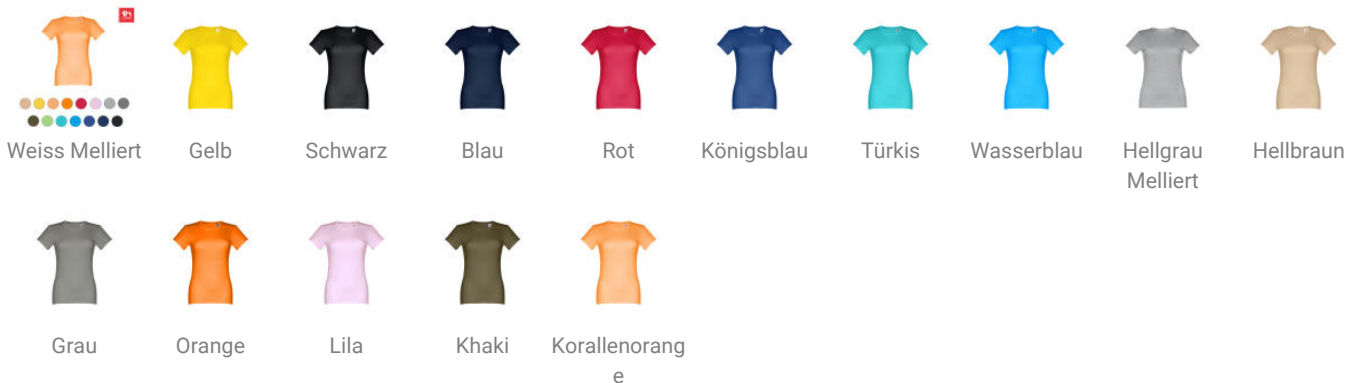 Weiss Melliert Gelb Schwarz Blau Rot Königsblau Türkis Wasserblau Hellgrau Hellbraun
Melliert
Grau Orange Lila Khaki Korallenorang
e